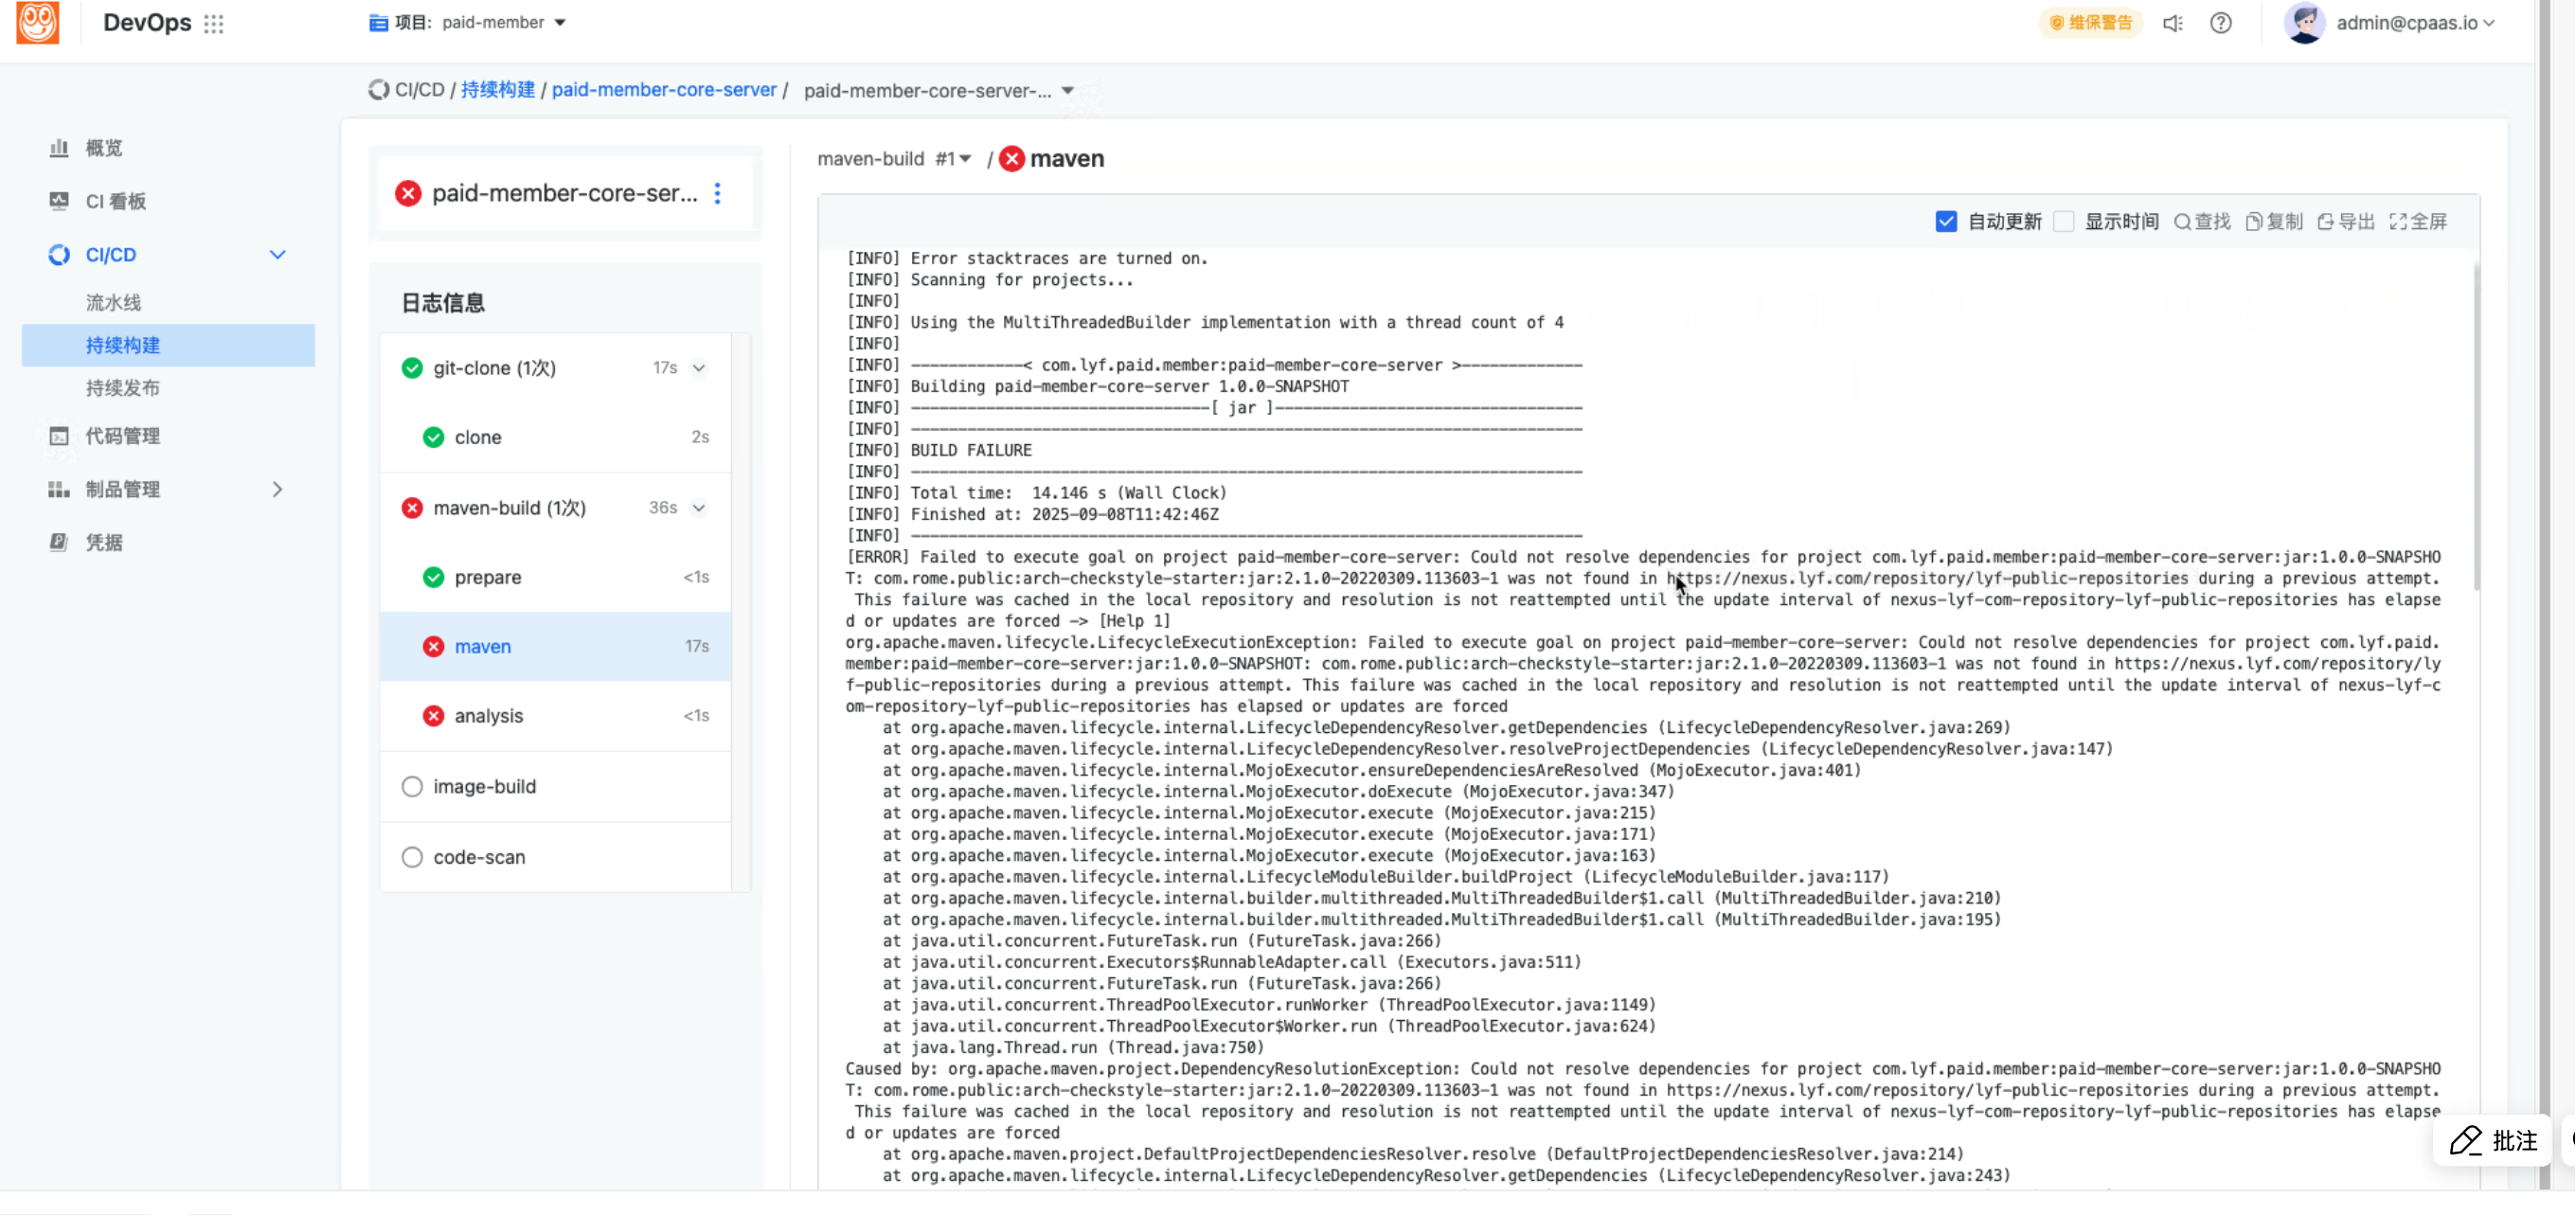 DevOps
项目: paid-member
维保警告
admin@cpaas.io
CI/CD / 持续构建 / paid-member-core-server / paid-member-core-server-...
概览
CI 看板
CI/CD
流水线
持续构建
持续发布
代码管理
制品管理
凭据
paid-member-core-ser...
日志信息
git-clone (1次) 17s
clone 2s
maven-build (1次) 36s
prepare <1s
maven 17s
analysis <1s
image-build
code-scan
maven-build #1 / maven
自动更新 显示时间 查找 复制 导出 全屏
[INFO] Error stacktraces are turned on.
[INFO] Scanning for projects...
[INFO]
[INFO] Using the MultiThreadedBuilder implementation with a thread count of 4
[INFO]
[INFO] ------------< com.lyf.paid.member:paid-member-core-server >-------------
[INFO] Building paid-member-core-server 1.0.0-SNAPSHOT
[INFO] --------------------------------[ jar ]---------------------------------
[INFO] ------------------------------------------------------------------------
[INFO] BUILD FAILURE
[INFO] ------------------------------------------------------------------------
[INFO] Total time:  14.146 s (Wall Clock)
[INFO] Finished at: 2025-09-08T11:42:46Z
[INFO] ------------------------------------------------------------------------
[ERROR] Failed to execute goal on project paid-member-core-server: Could not resolve dependencies for project com.lyf.paid.member:paid-member-core-server:jar:1.0.0-SNAPSHO
T: com.rome.public:arch-checkstyle-starter:jar:2.1.0-20220309.113603-1 was not found in https://nexus.lyf.com/repository/lyf-public-repositories during a previous attempt.
This failure was cached in the local repository and resolution is not reattempted until the update interval of nexus-lyf-com-repository-lyf-public-repositories has elapse
d or updates are forced -> [Help 1]
org.apache.maven.lifecycle.LifecycleExecutionException: Failed to execute goal on project paid-member-core-server: Could not resolve dependencies for project com.lyf.paid.
member:paid-member-core-server:jar:1.0.0-SNAPSHOT: com.rome.public:arch-checkstyle-starter:jar:2.1.0-20220309.113603-1 was not found in https://nexus.lyf.com/repository/ly
f-public-repositories during a previous attempt. This failure was cached in the local repository and resolution is not reattempted until the update interval of nexus-lyf-c
om-repository-lyf-public-repositories has elapsed or updates are forced
at org.apache.maven.lifecycle.internal.LifecycleDependencyResolver.getDependencies (LifecycleDependencyResolver.java:269)
at org.apache.maven.lifecycle.internal.LifecycleDependencyResolver.resolveProjectDependencies (LifecycleDependencyResolver.java:147)
at org.apache.maven.lifecycle.internal.MojoExecutor.ensureDependenciesAreResolved (MojoExecutor.java:401)
at org.apache.maven.lifecycle.internal.MojoExecutor.doExecute (MojoExecutor.java:347)
at org.apache.maven.lifecycle.internal.MojoExecutor.execute (MojoExecutor.java:215)
at org.apache.maven.lifecycle.internal.MojoExecutor.execute (MojoExecutor.java:171)
at org.apache.maven.lifecycle.internal.MojoExecutor.execute (MojoExecutor.java:163)
at org.apache.maven.lifecycle.internal.LifecycleModuleBuilder.buildProject (LifecycleModuleBuilder.java:117)
at org.apache.maven.lifecycle.internal.builder.multithreaded.MultiThreadedBuilder$1.call (MultiThreadedBuilder.java:210)
at org.apache.maven.lifecycle.internal.builder.multithreaded.MultiThreadedBuilder$1.call (MultiThreadedBuilder.java:195)
at java.util.concurrent.FutureTask.run (FutureTask.java:266)
at java.util.concurrent.Executors$RunnableAdapter.call (Executors.java:511)
at java.util.concurrent.FutureTask.run (FutureTask.java:266)
at java.util.concurrent.ThreadPoolExecutor.runWorker (ThreadPoolExecutor.java:1149)
at java.util.concurrent.ThreadPoolExecutor$Worker.run (ThreadPoolExecutor.java:624)
at java.lang.Thread.run (Thread.java:750)
Caused by: org.apache.maven.project.DependencyResolutionException: Could not resolve dependencies for project com.lyf.paid.member:paid-member-core-server:jar:1.0.0-SNAPSHO
T: com.rome.public:arch-checkstyle-starter:jar:2.1.0-20220309.113603-1 was not found in https://nexus.lyf.com/repository/lyf-public-repositories during a previous attempt.
This failure was cached in the local repository and resolution is not reattempted until the update interval of nexus-lyf-com-repository-lyf-public-repositories has elapse
d or updates are forced
at org.apache.maven.project.DefaultProjectDependenciesResolver.resolve (DefaultProjectDependenciesResolver.java:214)
at org.apache.maven.lifecycle.internal.LifecycleDependencyResolver.getDependencies (LifecycleDependencyResolver.java:243)
批注